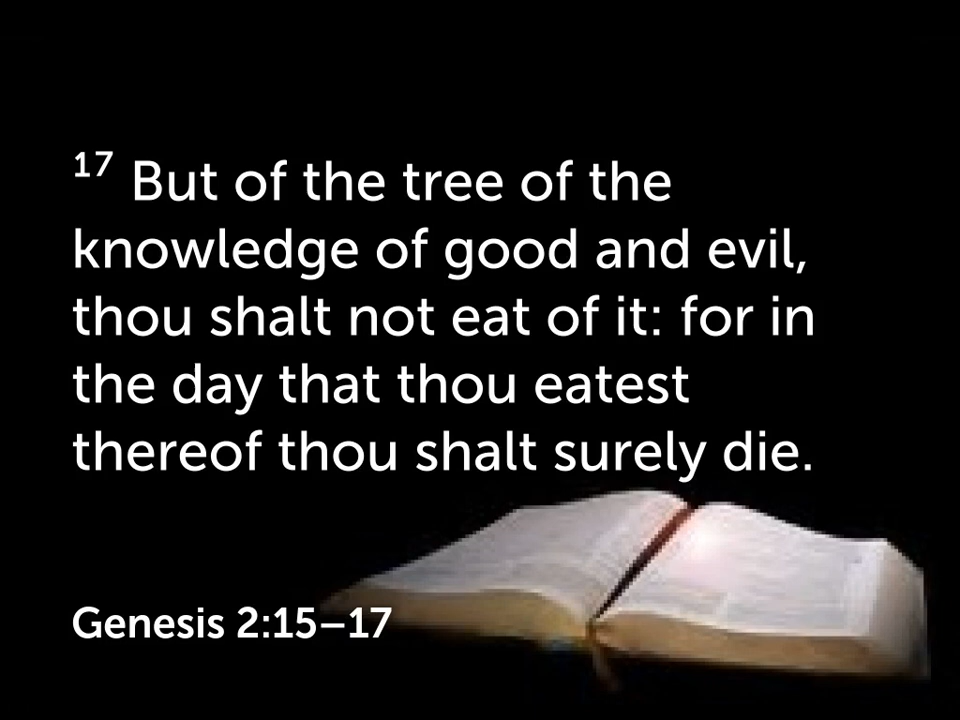 17 But of the tree of the
knowledge of good and evil,
thou shalt not eat of it: for in
the day that thou eatest
thereof thou shalt surely die.
Genesis 2:15–17